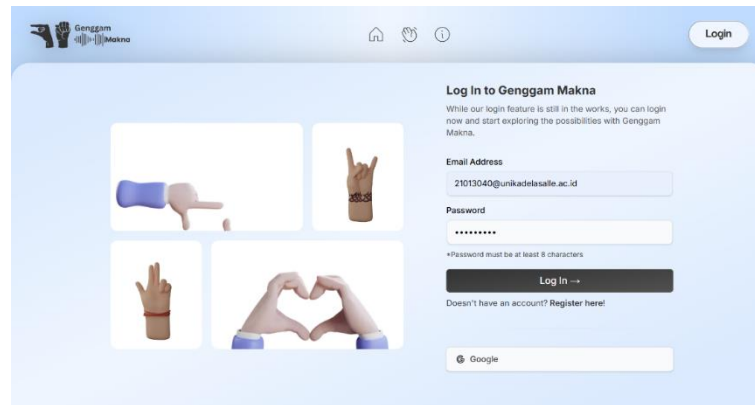 Genggam
Makna
Login
Log In to Genggam Makna
While our login feature is still in the works, you can login
now and start exploring the possibilities with Genggam
Makna.
Email Address
21013040@unikadelasalle.ac.id
Password
•••••••••
*Password must be at least 8 characters
Log In →
Doesn't have an account? Register here!
G Google